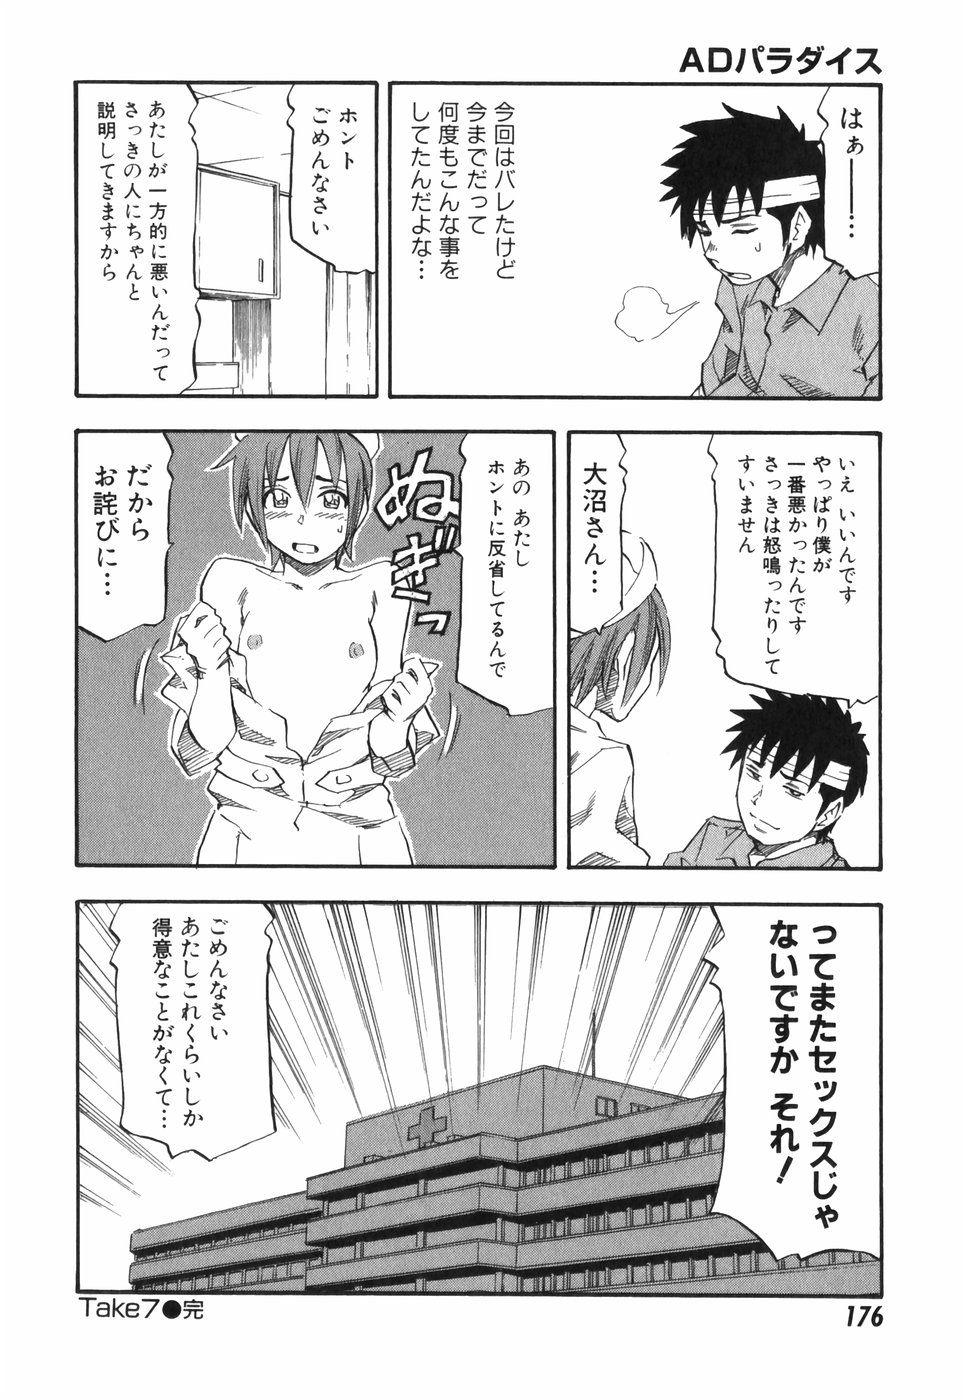 ADパラダイス
はぁ――…
今回はバレたけど
今までだって
何度もこんな事を
してたんだよな…
ホント
ごめんなさい
あたしが一方的に悪いんだって
さっきの人にちゃんと
説明してきますから
いえ いいんです
やっぱり僕が
一番悪かったんです
さっきは怒鳴ったりして
すいません
大沼さん…
あの あたし
ホントに反省してるんで
ぬぎっ
だから
お詫びに…
ってまたセックスじゃ
ないですか それ!
ごめんなさい
あたしこれくらいしか
得意なことがなくて…
Take7●完
176